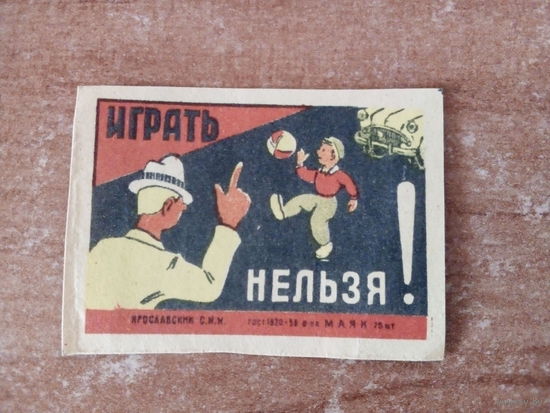 ИГРАТЬ
НЕЛЬЗЯ!
ЯРОСЛАВСКИЙ С.Н.Х. ГОСТ 1820-56 Ф-КА МАЯК 75 ШТ